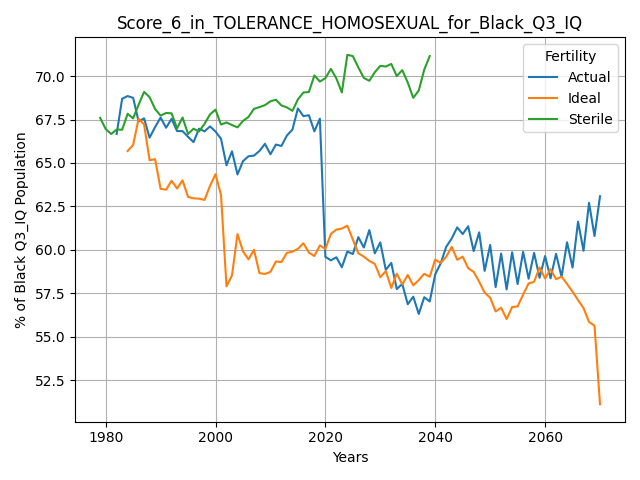 Score_6_in_TOLERANCE_HOMOSEXUAL_for_Black_Q3_IQ
Fertility
Actual
Ideal
Sterile
% of Black Q3_IQ Population
70.0
67.5
65.0
62.5
60.0
57.5
55.0
52.5
1980 2000 2020 2040 2060
Years